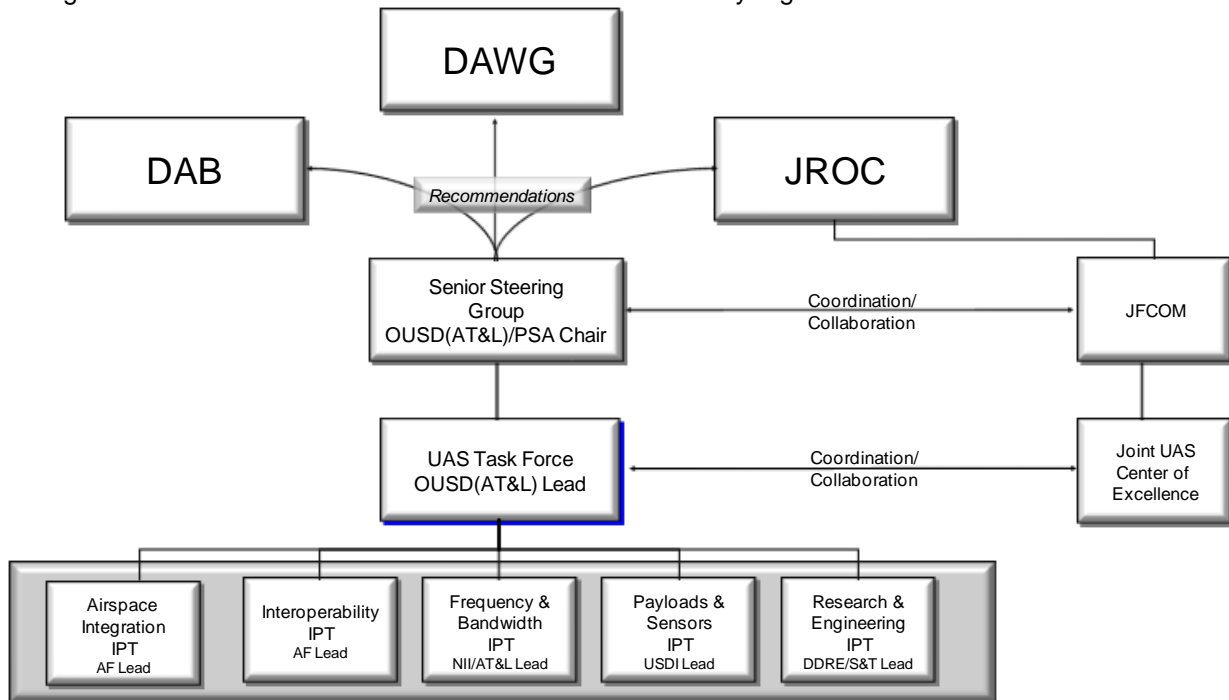 DAWG
DAB
JROC
Recommendations
Senior Steering
Group
OUSD(AT&L)/PSA Chair
Coordination/
Collaboration
JFCOM
UAS Task Force
OUSD(AT&L) Lead
Coordination/
Collaboration
Joint UAS
Center of
Excellence
Airspace
Integration
IPT
AF Lead
Interoperability
IPT
AF Lead
Frequency &
Bandwidth
IPT
NII/AT&L Lead
Payloads &
Sensors
IPT
USDI Lead
Research &
Engineering
IPT
DDRE/S&T Lead